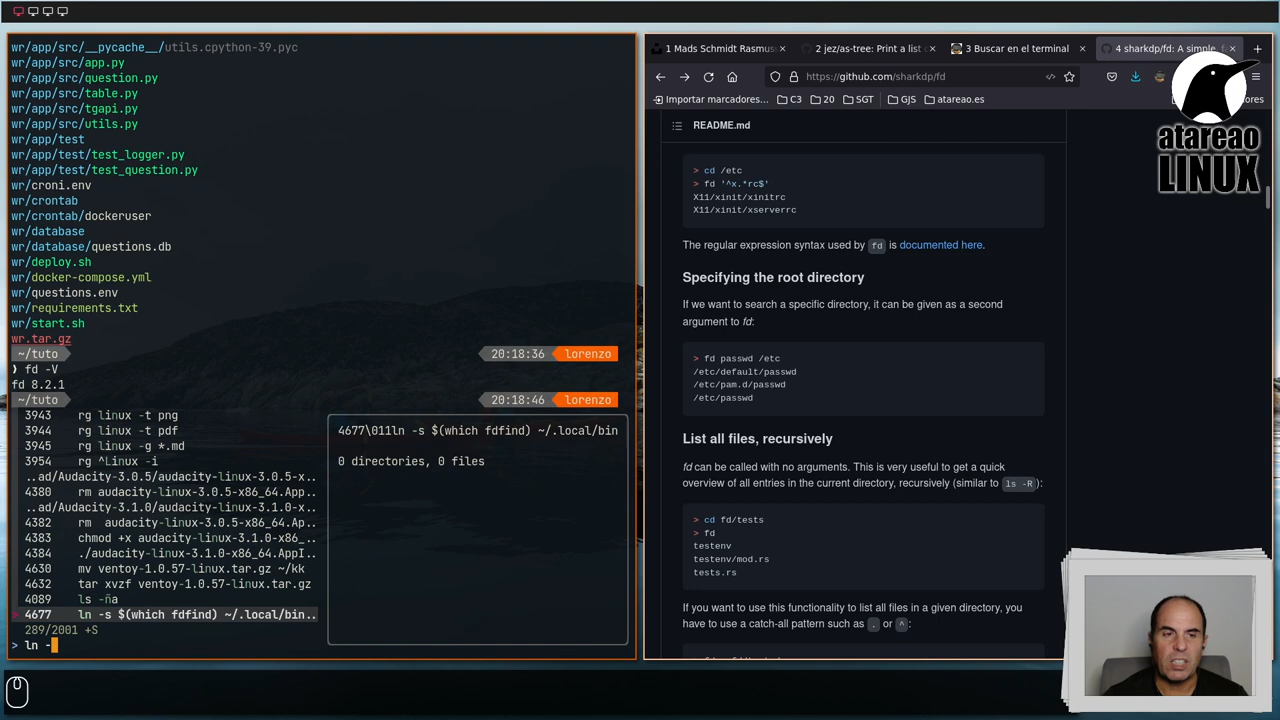 wr/app/src/__pycache__/utils.cpython-39.pyc
wr/app/src/app.py
wr/app/src/question.py
wr/app/src/table.py
wr/app/src/tgapi.py
wr/app/src/utils.py
wr/app/test
wr/app/test/test_logger.py
wr/app/test/test_question.py
wr/croni.env
wr/crontab
wr/crontab/dockeruser
wr/database
wr/database/questions.db
wr/deploy.sh
wr/docker-compose.yml
wr/questions.env
wr/requirements.txt
wr/start.sh
wr.tar.gz
~/tuto 20:18:36 lorenzo
❯ fd -V
fd 8.2.1
~/tuto 20:18:46 lorenzo
3943 rg linux -t png
3944 rg linux -t pdf
3945 rg linux -g *.md
3954 rg ^Linux -i
..ad/Audacity-3.0.5/audacity-linux-3.0.5-x..
4380 rm audacity-linux-3.0.5-x86_64.App..
..ad/Audacity-3.1.0/audacity-linux-3.1.0-x..
4382 rm  audacity-linux-3.0.5-x86_64.App..
4383 chmod +x audacity-linux-3.1.0-x86_..
4384 ./audacity-linux-3.1.0-x86_64.AppI..
4630 mv ventoy-1.0.57-linux.tar.gz ~/kk
4632 tar xvzf ventoy-1.0.57-linux.tar.gz
4089 ls -ña
4677 ln -s $(which fdfind) ~/.local/bin..
289/2001 +S
> ln -
4677\011ln -s $(which fdfind) ~/.local/bin
0 directories, 0 files
1 Mads Schmidt Rasmus
2 jez/as-tree: Print a list
3 Buscar en el terminal
4 sharkdp/fd: A simple, f
https://github.com/sharkdp/fd
Importar marcadores... C3 20 SGT GJS atareao.es
README.md
> cd /etc
> fd '^x.*rc$'
X11/xinit/xinitrc
X11/xinit/xserverrc
The regular expression syntax used by fd is documented here.
Specifying the root directory
If we want to search a specific directory, it can be given as a second
argument to fd:
> fd passwd /etc
/etc/default/passwd
/etc/pam.d/passwd
/etc/passwd
List all files, recursively
fd can be called with no arguments. This is very useful to get a quick
overview of all entries in the current directory, recursively (similar to ls -R):
> cd fd/tests
> fd
testenv
testenv/mod.rs
tests.rs
If you want to use this functionality to list all files in a given directory, you
have to use a catch-all pattern such as . or ^:
atareao
LINUX